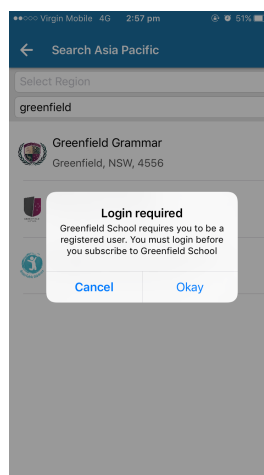 Virgin Mobile 4G 2:57 pm 51%
Search Asia Pacific
Select Region
greenfield
Greenfield Grammar
Greenfield, NSW, 4556
Login required
Greenfield School requires you to be a
registered user. You must login before
you subscribe to Greenfield School
Cancel
Okay